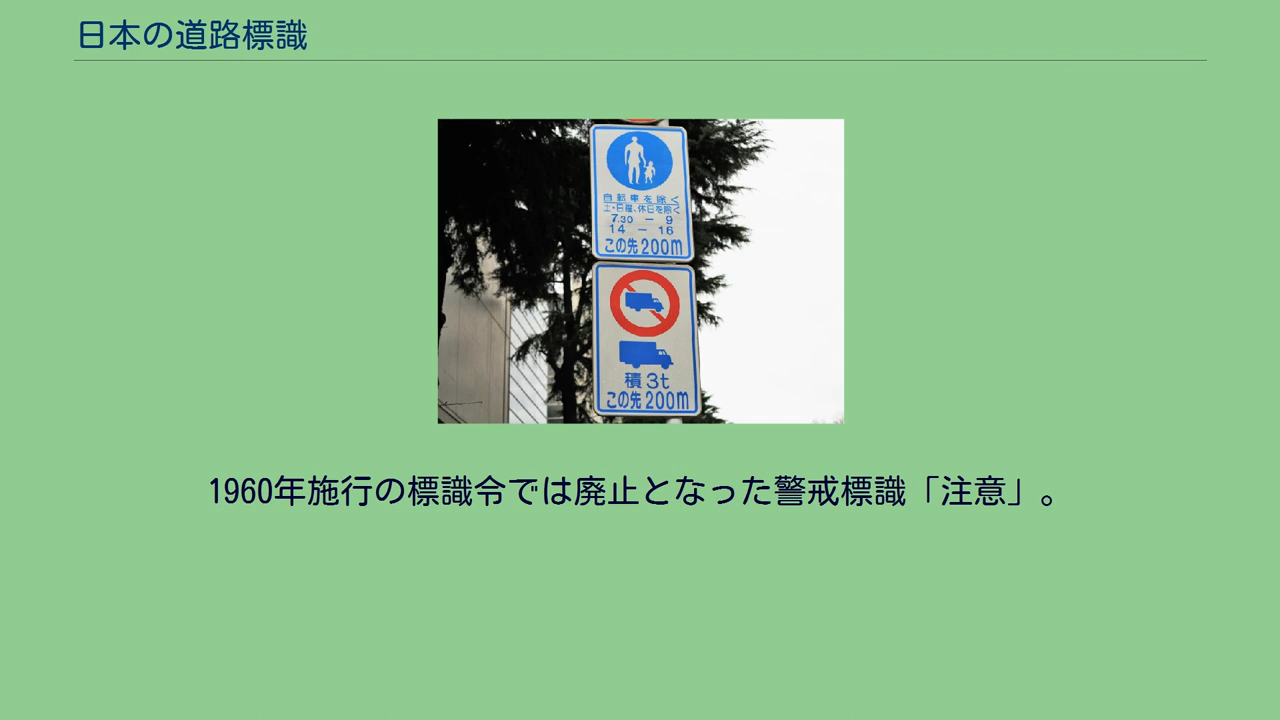 日本の道路標識
自転車を除く
土・日曜、休日を除く
7.30 − 9
14 − 16
この先200m
積3t
この先200m
1960年施行の標識令では廃止となった警戒標識「注意」。